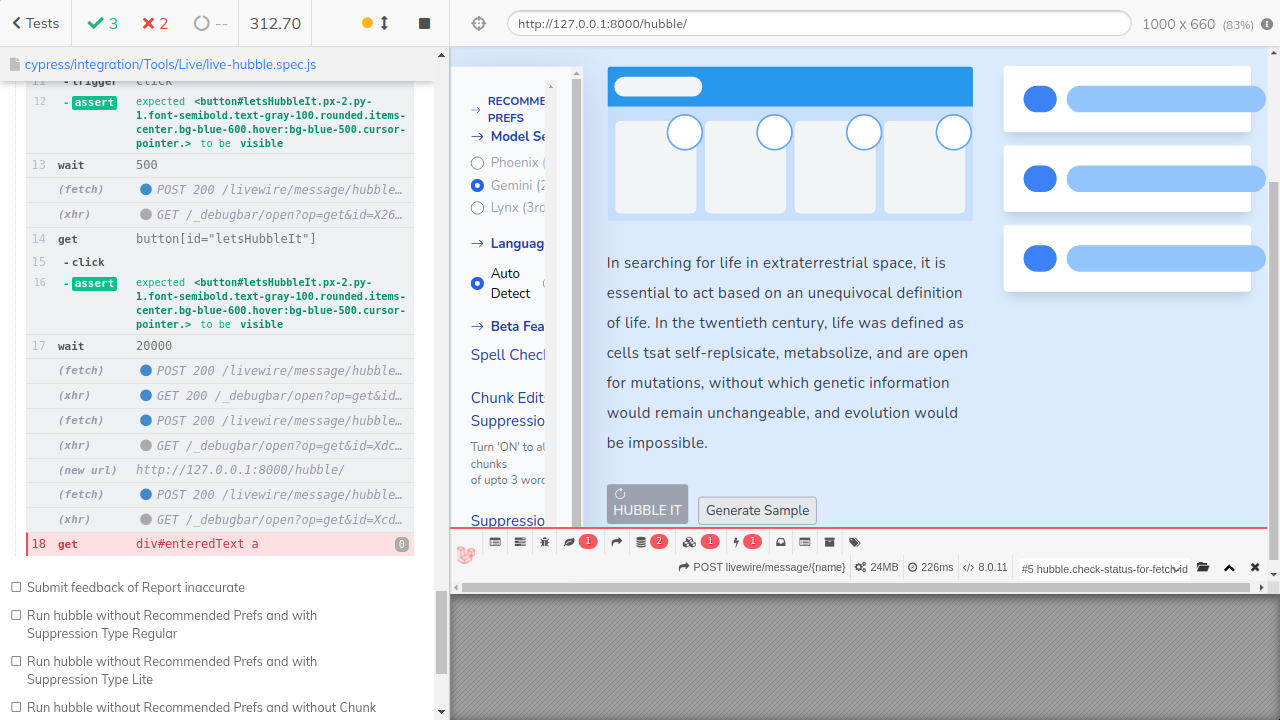 Tests
3
2
--
312.70
http://127.0.0.1:8000/hubble/
1000 x 660 (83%)
cypress/integration/Tools/Live/live-hubble.spec.js
11 -trigger click
12 -assert expected <button#letsHubbleIt.px-2.py-
1.font-semibold.text-gray-100.rounded.items-
center.bg-blue-600.hover:bg-blue-500.cursor-
pointer.> to be visible
13 wait 500
(fetch) POST 200 /livewire/message/hubble…
(xhr) GET /_debugbar/open?op=get&id=X26…
14 get button[id="letsHubbleIt"]
15 -click
16 -assert expected <button#letsHubbleIt.px-2.py-
1.font-semibold.text-gray-100.rounded.items-
center.bg-blue-600.hover:bg-blue-500.cursor-
pointer.> to be visible
17 wait 20000
(fetch) POST 200 /livewire/message/hubble…
(xhr) GET 200 /_debugbar/open?op=get&id…
(fetch) POST 200 /livewire/message/hubble…
(xhr) GET /_debugbar/open?op=get&id=Xdc…
(new url) http://127.0.0.1:8000/hubble/
(fetch) POST 200 /livewire/message/hubble…
(xhr) GET /_debugbar/open?op=get&id=Xcd…
18 get div#enteredText a 0
Submit feedback of Report inaccurate
Run hubble without Recommended Prefs and with
Suppression Type Regular
Run hubble without Recommended Prefs and with
Suppression Type Lite
Run hubble without Recommended Prefs and without Chunk
RECOMME
PREFS
Model Se
Phoenix (
Gemini (2
Lynx (3rd
Languag
Auto
Detect
Beta Fea
Spell Check
Chunk Edit
Suppressio
Turn 'ON' to al
chunks
of upto 3 word
Suppressio
In searching for life in extraterrestrial space, it is
essential to act based on an unequivocal definition
of life. In the twentieth century, life was defined as
cells tsat self-replsicate, metabsolize, and are open
for mutations, without which genetic information
would remain unchangeable, and evolution would
be impossible.
HUBBLE IT
Generate Sample
1 2 1 1
POST livewire/message/{name} 24MB 226ms 8.0.11 #5 hubble.check-status-for-fetch-id